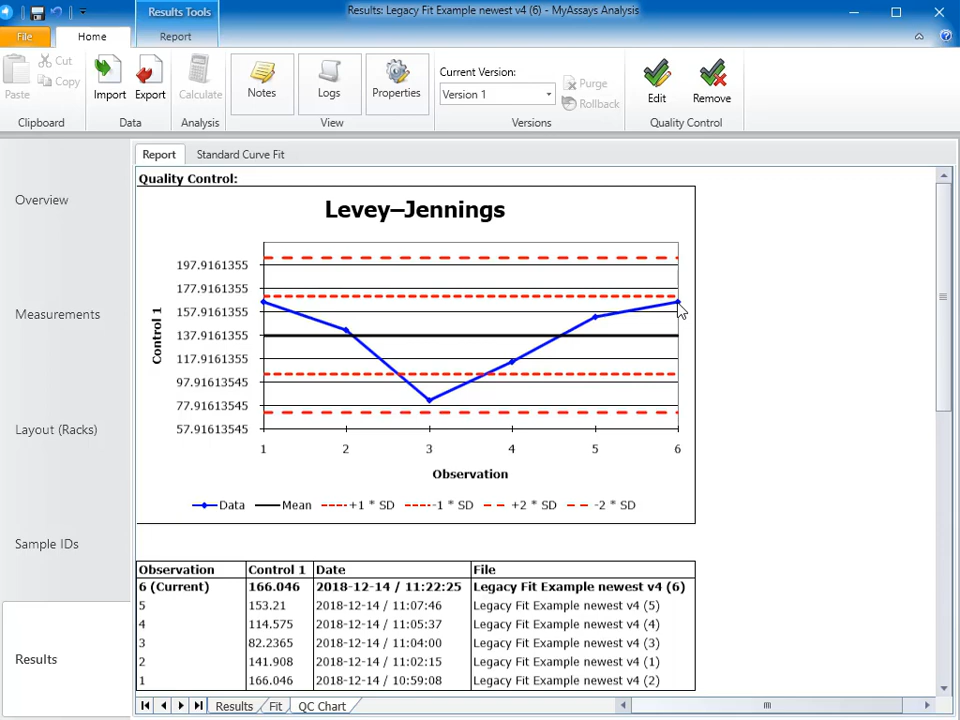 Results Tools
Results: Legacy Fit Example newest v4 (6) - MyAssays Analysis
File
Home
Report
Paste
Cut
Copy
Clipboard
Import
Export
Data
Calculate
Analysis
Notes
Logs
Properties
View
Current Version:
Version 1
Purge
Rollback
Versions
Edit
Remove
Quality Control
Overview
Measurements
Layout (Racks)
Sample IDs
Results
Report
Standard Curve Fit
Quality Control:
Levey–Jennings
Control 1
197.9161355
177.9161355
157.9161355
137.9161355
117.9161355
97.91613545
77.91613545
57.91613545
1 2 3 4 5 6
Observation
Data Mean +1 * SD -1 * SD +2 * SD -2 * SD
Observation Control 1 Date File
6 (Current) 166.046 2018-12-14 / 11:22:25 Legacy Fit Example newest v4 (6)
5 153.21 2018-12-14 / 11:07:46 Legacy Fit Example newest v4 (5)
4 114.575 2018-12-14 / 11:05:37 Legacy Fit Example newest v4 (4)
3 82.2365 2018-12-14 / 11:04:00 Legacy Fit Example newest v4 (3)
2 141.908 2018-12-14 / 11:02:15 Legacy Fit Example newest v4 (1)
1 166.046 2018-12-14 / 10:59:08 Legacy Fit Example newest v4 (2)
Results Fit QC Chart